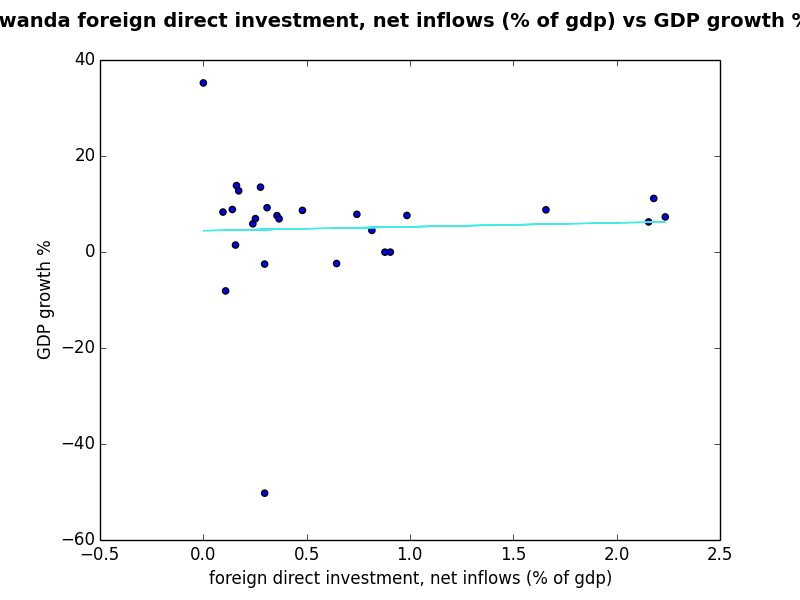 wanda foreign direct investment, net inflows (% of gdp) vs GDP growth %
40
20
0
−20
−40
−60
GDP growth %
−0.5 0.0 0.5 1.0 1.5 2.0 2.5
foreign direct investment, net inflows (% of gdp)